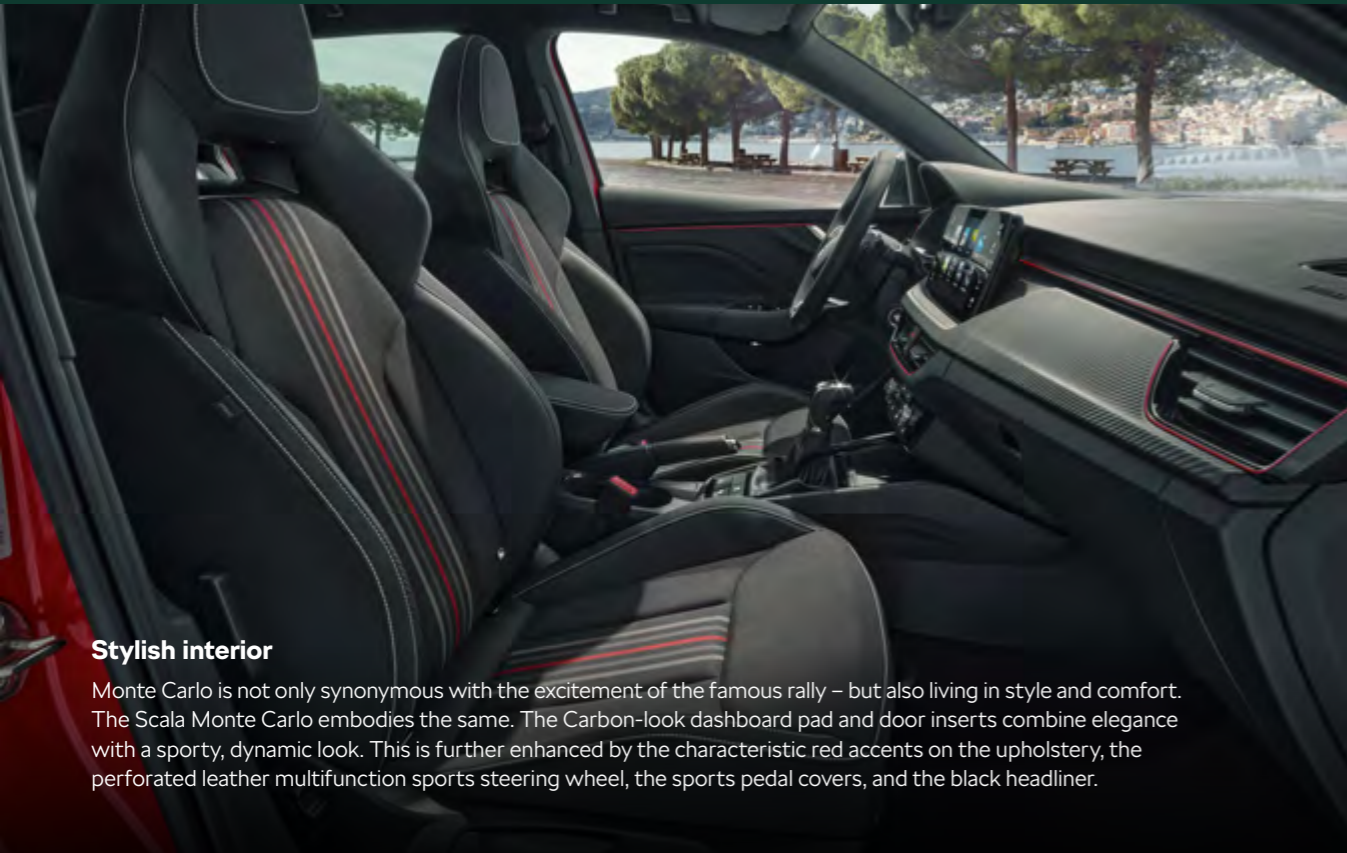 Stylish interior
Monte Carlo is not only synonymous with the excitement of the famous rally – but also living in style and comfort.
The Scala Monte Carlo embodies the same. The Carbon-look dashboard pad and door inserts combine elegance
with a sporty, dynamic look. This is further enhanced by the characteristic red accents on the upholstery, the
perforated leather multifunction sports steering wheel, the sports pedal covers, and the black headliner.